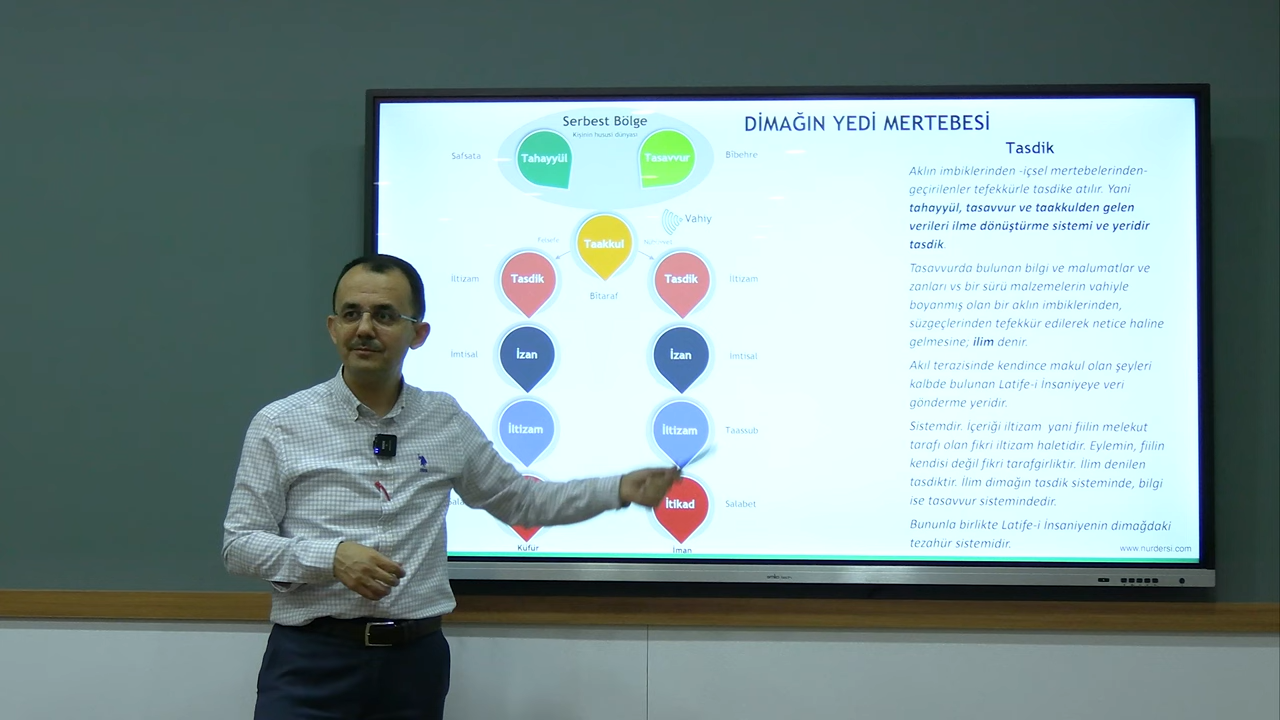 Serbest Bölge
Kişinin hususi dünyası
DİMAĞIN YEDİ MERTEBESİ
Safsata
Tahayyül
Tasavvur
Bîbehre
Vahiy
Taakkul
Bîtaraf
İltizam
Tasdik
Tasdik
İltizam
İmtisal
İzan
İzan
İmtisal
İltizam
İltizam
Taassub
İtikad
Salabet
Küfür
İman
Tasdik
Aklın imbiklerinden -içsel mertebelerinden-
geçirilenler tefekkürle tasdike atılır. Yani
tahayyül, tasavvur ve taakkulden gelen
verileri ilme dönüştürme sistemi ve yeridir
tasdik.
Tasavvurda bulunan bilgi ve malumatlar ve
zanları vs bir sürü malzemelerin vahiyle
boyanmış olan bir aklın imbiklerinden,
süzgeçlerinden tefekkür edilerek netice haline
gelmesine; ilim denir.
Akıl terazisinde kendince makul olan şeyleri
kalbde bulunan Latife-i İnsaniyeye veri
gönderme yeridir.
Sistemdir. İçeriği iltizam yani fiilin melekut
tarafı olan fikri iltizam haletidir. Eylemin, fiilin
kendisi değil fikri tarafgirliktir. İlim denilen
tasdiktir. İlim dimağın tasdik sisteminde, bilgi
ise tasavvur sistemindedir.
Bununla birlikte Latife-i İnsaniyenin dimağdaki
tezahür sistemidir.
www.nurdersi.com